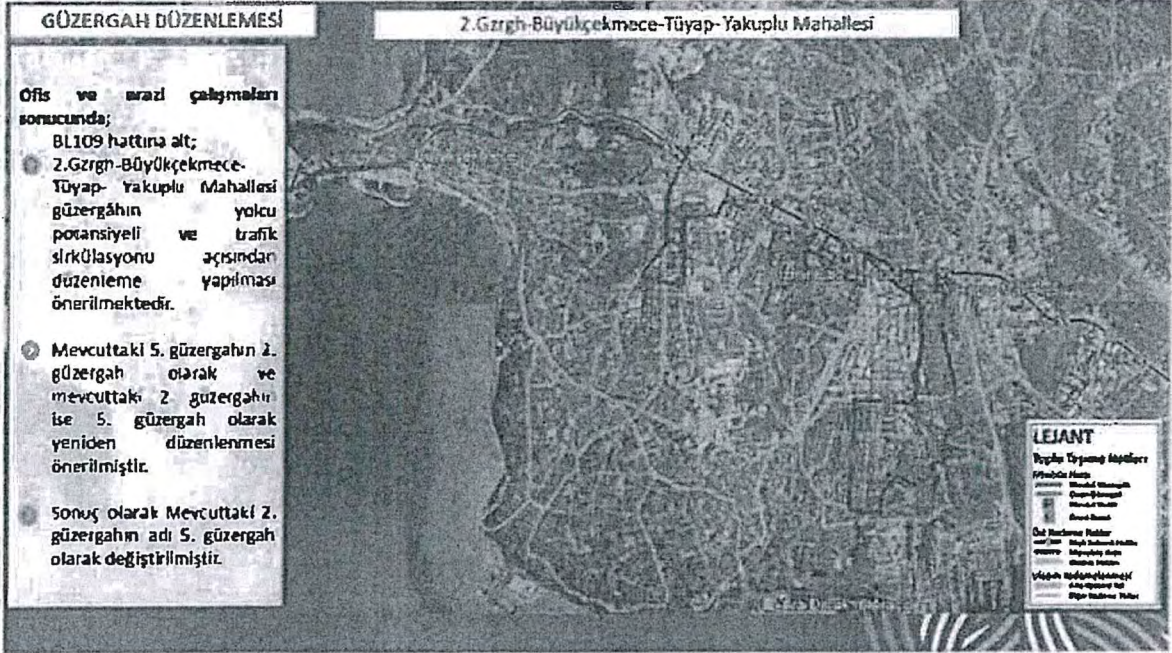 GÜZERGAH DÜZENLEMESİ
2.Gzrgh-Büyükçekmece-Tüyap-Yakuplu Mahallesi
Ofis ve arazi çalışmaları
sonucunda;
BL109 hattına ait;
2.Gzrgh-Büyükçekmece-
Tüyap- Yakuplu Mahallesi
güzergâhın yolcu
potansiyeli ve trafik
sirkülasyonu açısından
düzenleme yapılması
önerilmektedir.
Mevcuttaki 5. güzergahın 2.
güzergah olarak ve
mevcuttaki 2. güzergahın
ise 5. güzergah olarak
yeniden düzenlenmesi
önerilmiştir.
Sonuç olarak Mevcuttaki 2.
güzergahın adı 5. güzergah
olarak değiştirilmiştir.
LEJANT